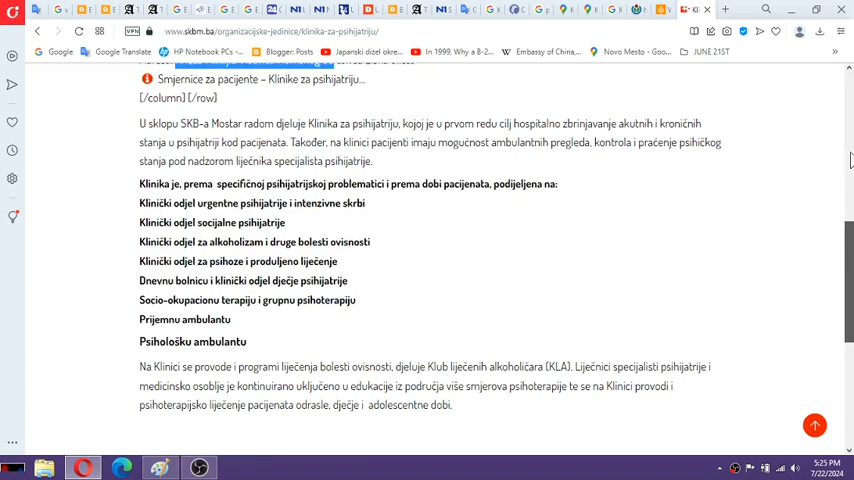 www.skbm.ba/organizacijske-jedinice/klinika-za-psihijatriju/
Google
Google Translate
HP Notebook PCs -...
Blogger: Posts
Japanski dizel okre...
In 1999, Why a B-2...
Embassy of China,...
Novo Mesto - Goog...
JUNE 21ST
Smjernice za pacijente – Klinike za psihijatriju...
[/column] [/row]
U sklopu SKB-a Mostar radom djeluje Klinika za psihijatriju, kojoj je u prvom redu cilj hospitalno zbrinjavanje akutnih i kroničnih
stanja u psihijatriji kod pacijenata. Također, na klinici pacijenti imaju mogućnost ambulantnih pregleda, kontrola i praćenje psihičkog
stanja pod nadzorom liječnika specijalista psihijatrije.
Klinika je, prema specifičnoj psihijatrijskoj problematici i prema dobi pacijenata, podijeljena na:
Klinički odjel urgentne psihijatrije i intenzivne skrbi
Klinički odjel socijalne psihijatrije
Klinički odjel za alkoholizam i druge bolesti ovisnosti
Klinički odjel za psihoze i produljeno liječenje
Dnevnu bolnicu i klinički odjel dječje psihijatrije
Socio-okupacionu terapiju i grupnu psihoterapiju
Prijemnu ambulantu
Psihološku ambulantu
Na Klinici se provode i programi liječenja bolesti ovisnosti, djeluje Klub liječenih alkoholičara (KLA). Liječnici specijalisti psihijatrije i
medicinsko osoblje je kontinuirano uključeno u edukacije iz područja više smjerova psihoterapije te se na Klinici provodi i
psihoterapijsko liječenje pacijenata odrasle, dječje i adolescentne dobi.
5:25 PM
7/22/2024